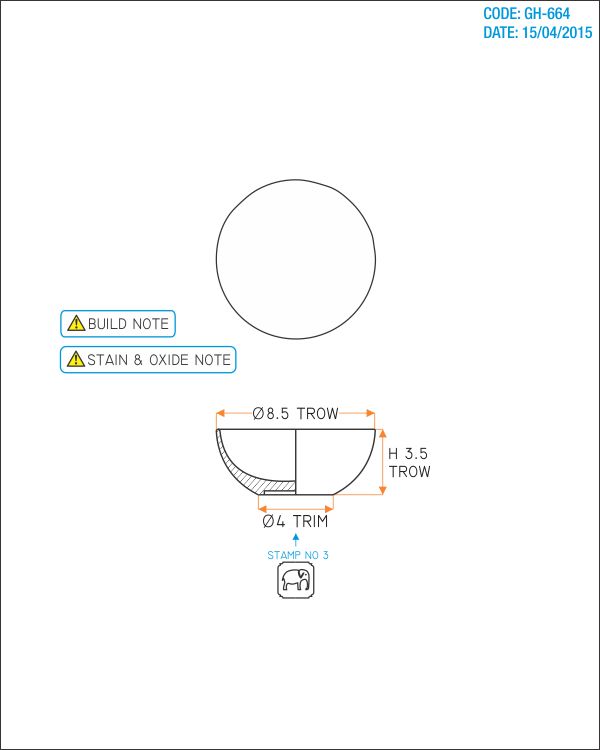 CODE: GH-664
DATE: 15/04/2015
BUILD NOTE
STAIN & OXIDE NOTE
Ø8.5 TROW
H 3.5
TROW
Ø4 TRIM
STAMP NO 3